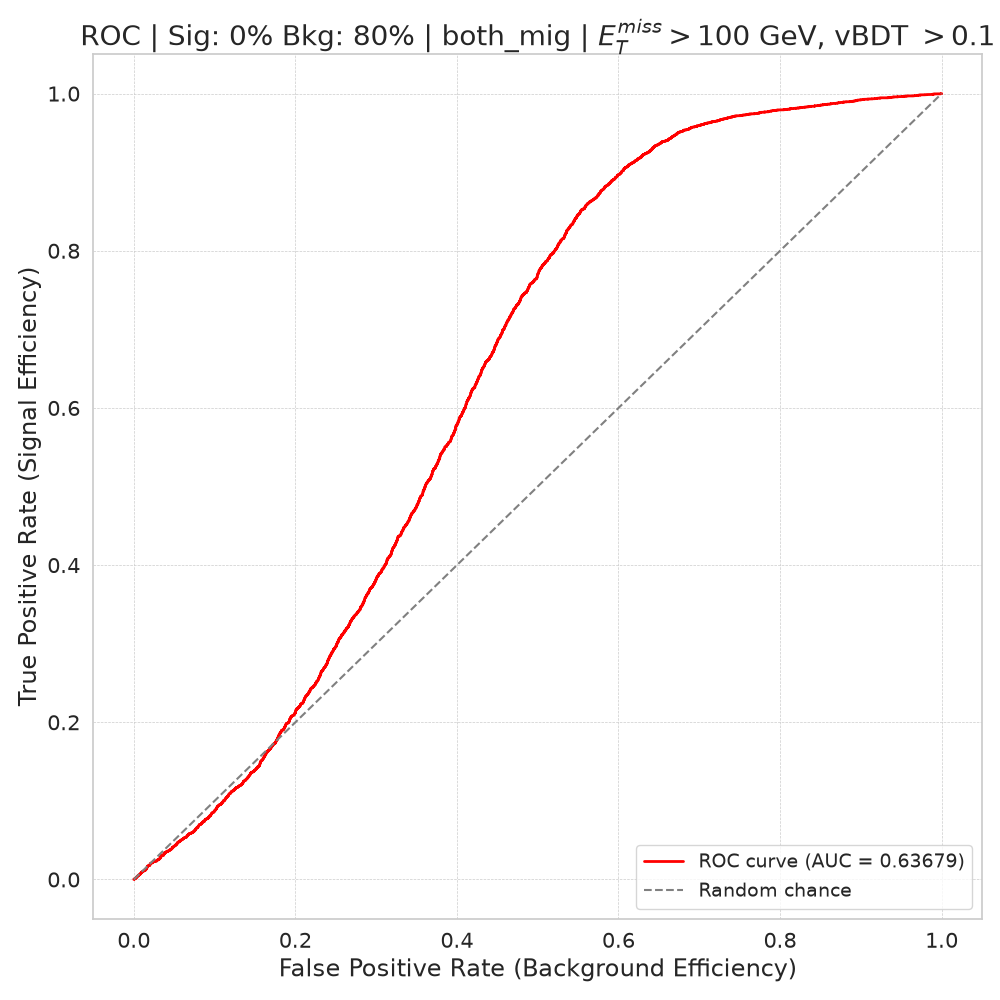 ROC | Sig: 0% Bkg: 80% | both_mig | $E_T^{miss}$ > 100 GeV, vBDT > 0.1
True Positive Rate (Signal Efficiency)
1.0
0.8
0.6
0.4
0.2
0.0
ROC curve (AUC = 0.63679)
Random chance
0.0 0.2 0.4 0.6 0.8 1.0
False Positive Rate (Background Efficiency)